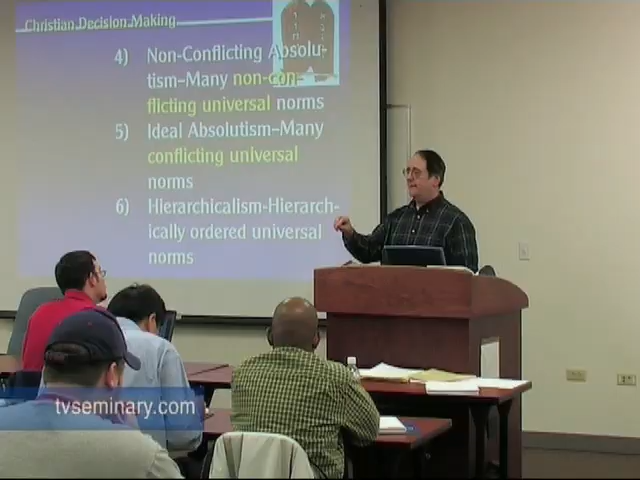 Christian Decision Making
4) Non-Conflicting Absolu-
tism–Many non-con-
flicting universal norms
5) Ideal Absolutism–Many
conflicting universal
norms
6) Hierarchicalism-Hierarch-
ically ordered universal
norms
tvseminary.com